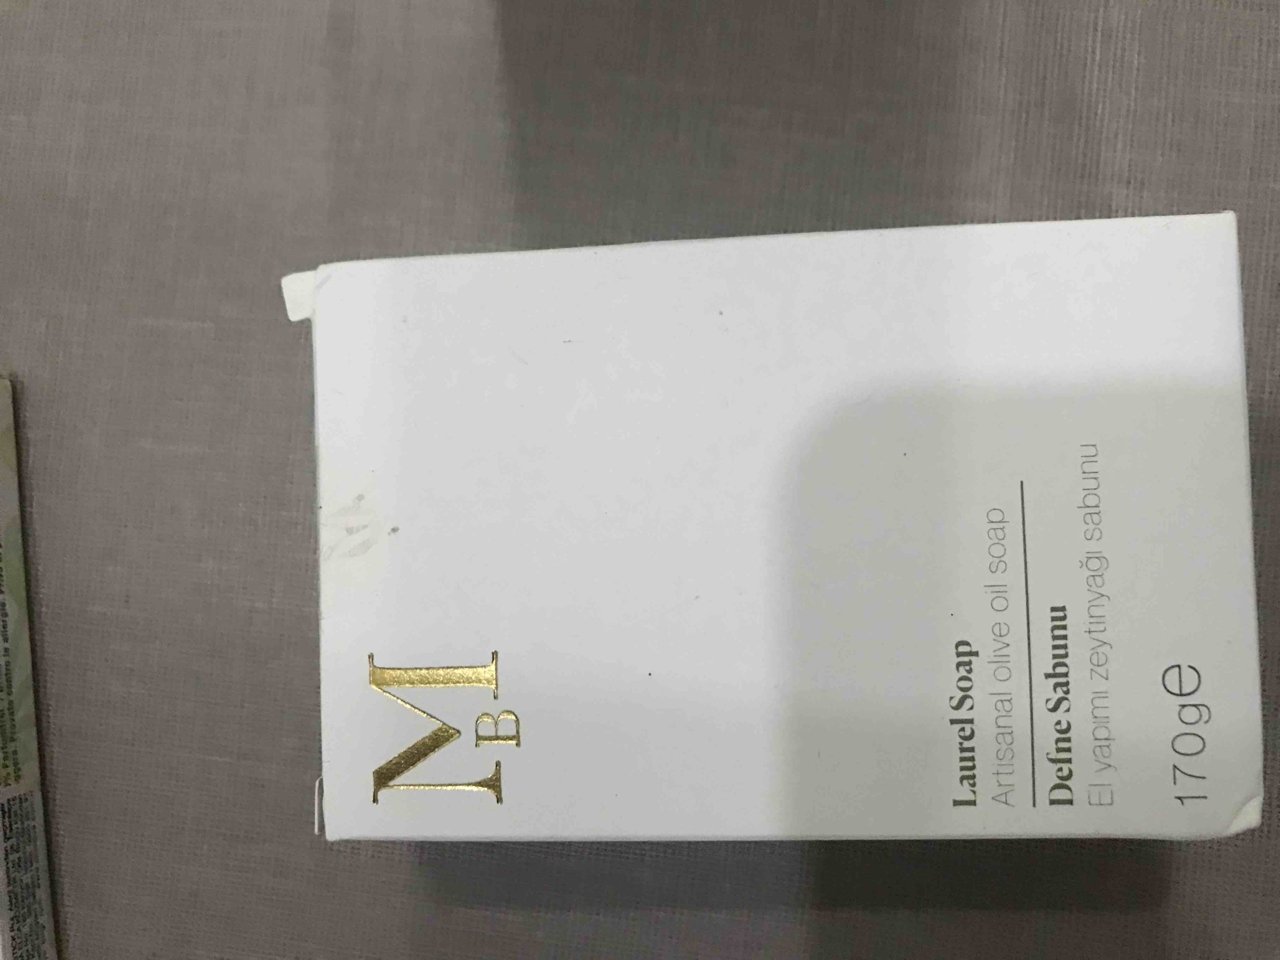 M
B
Laurel Soap
Artisanal olive oil soap
Defne Sabunu
El yapımı zeytinyağı sabunu
170g℮